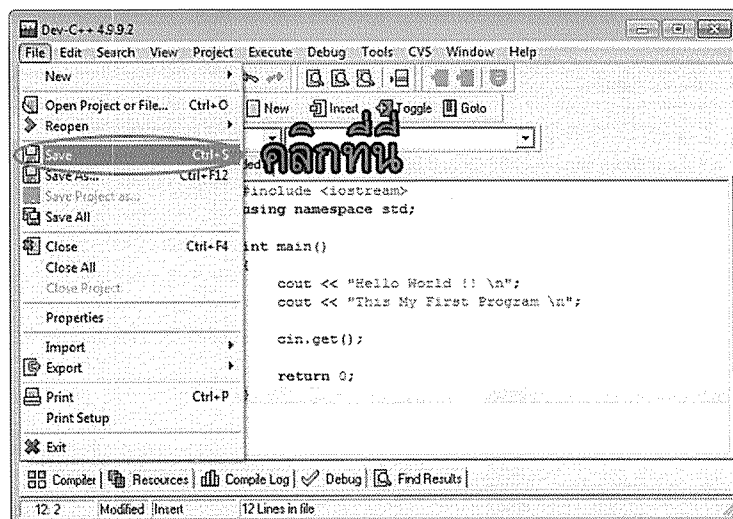 Dev-C++ 4.9.9.2
File Edit Search View Project Execute Debug Tools CVS Window Help
New
Open Project or File... Ctrl+O
New Insert Toggle Goto
Reopen
Save Ctrl+S
คลิกที่นี่
Save As... Ctrl+F12
#include <iostream>
Save Project as...
using namespace std;
Save All
Close Ctrl+F4
int main()
Close All
{
Close Project
cout << "Hello World !! \n";
cout << "This My First Program \n";
Properties
cin.get();
Import
Export
return 0;
Print Ctrl+P
}
Print Setup
Exit
Compiler Resources Compile Log Debug Find Results
12: 2 Modified Insert 12 Lines in file